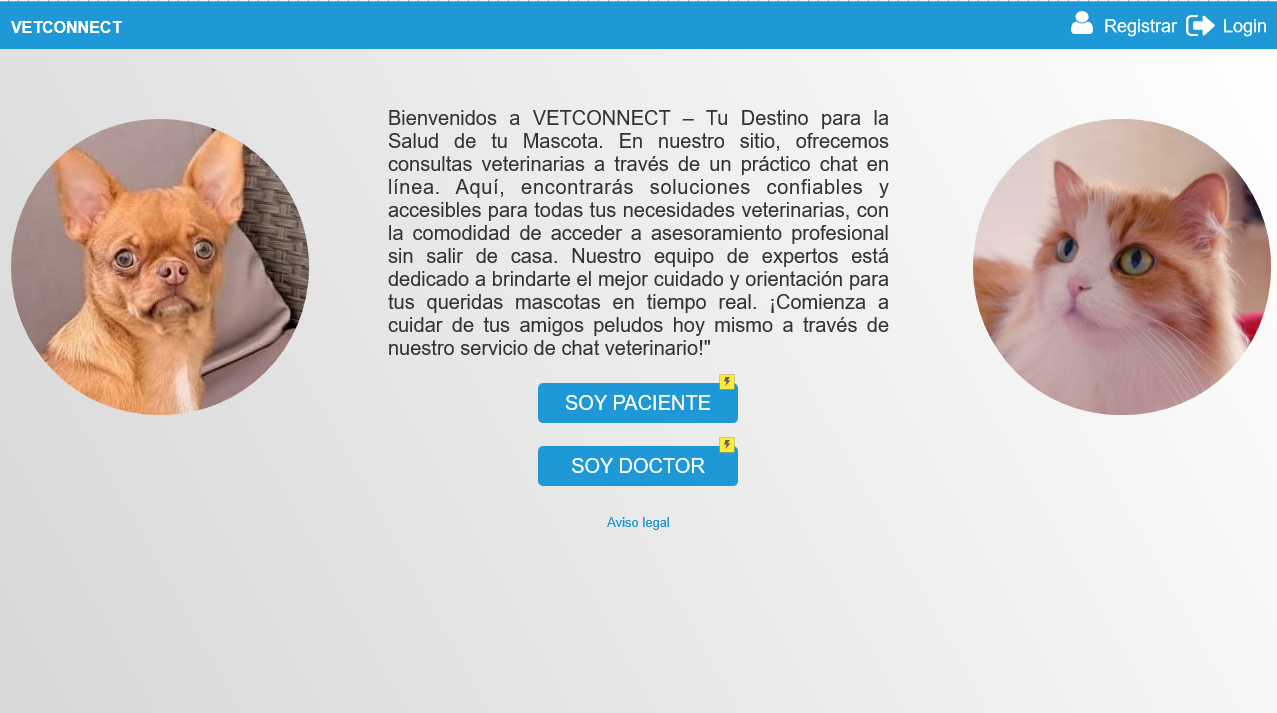 VETCONNECT
Registrar
Login
Bienvenidos a VETCONNECT – Tu Destino para la
Salud de tu Mascota. En nuestro sitio, ofrecemos
consultas veterinarias a través de un práctico chat en
línea. Aquí, encontrarás soluciones confiables y
accesibles para todas tus necesidades veterinarias, con
la comodidad de acceder a asesoramiento profesional
sin salir de casa. Nuestro equipo de expertos está
dedicado a brindarte el mejor cuidado y orientación para
tus queridas mascotas en tiempo real. ¡Comienza a
cuidar de tus amigos peludos hoy mismo a través de
nuestro servicio de chat veterinario!"
SOY PACIENTE
SOY DOCTOR
Aviso legal